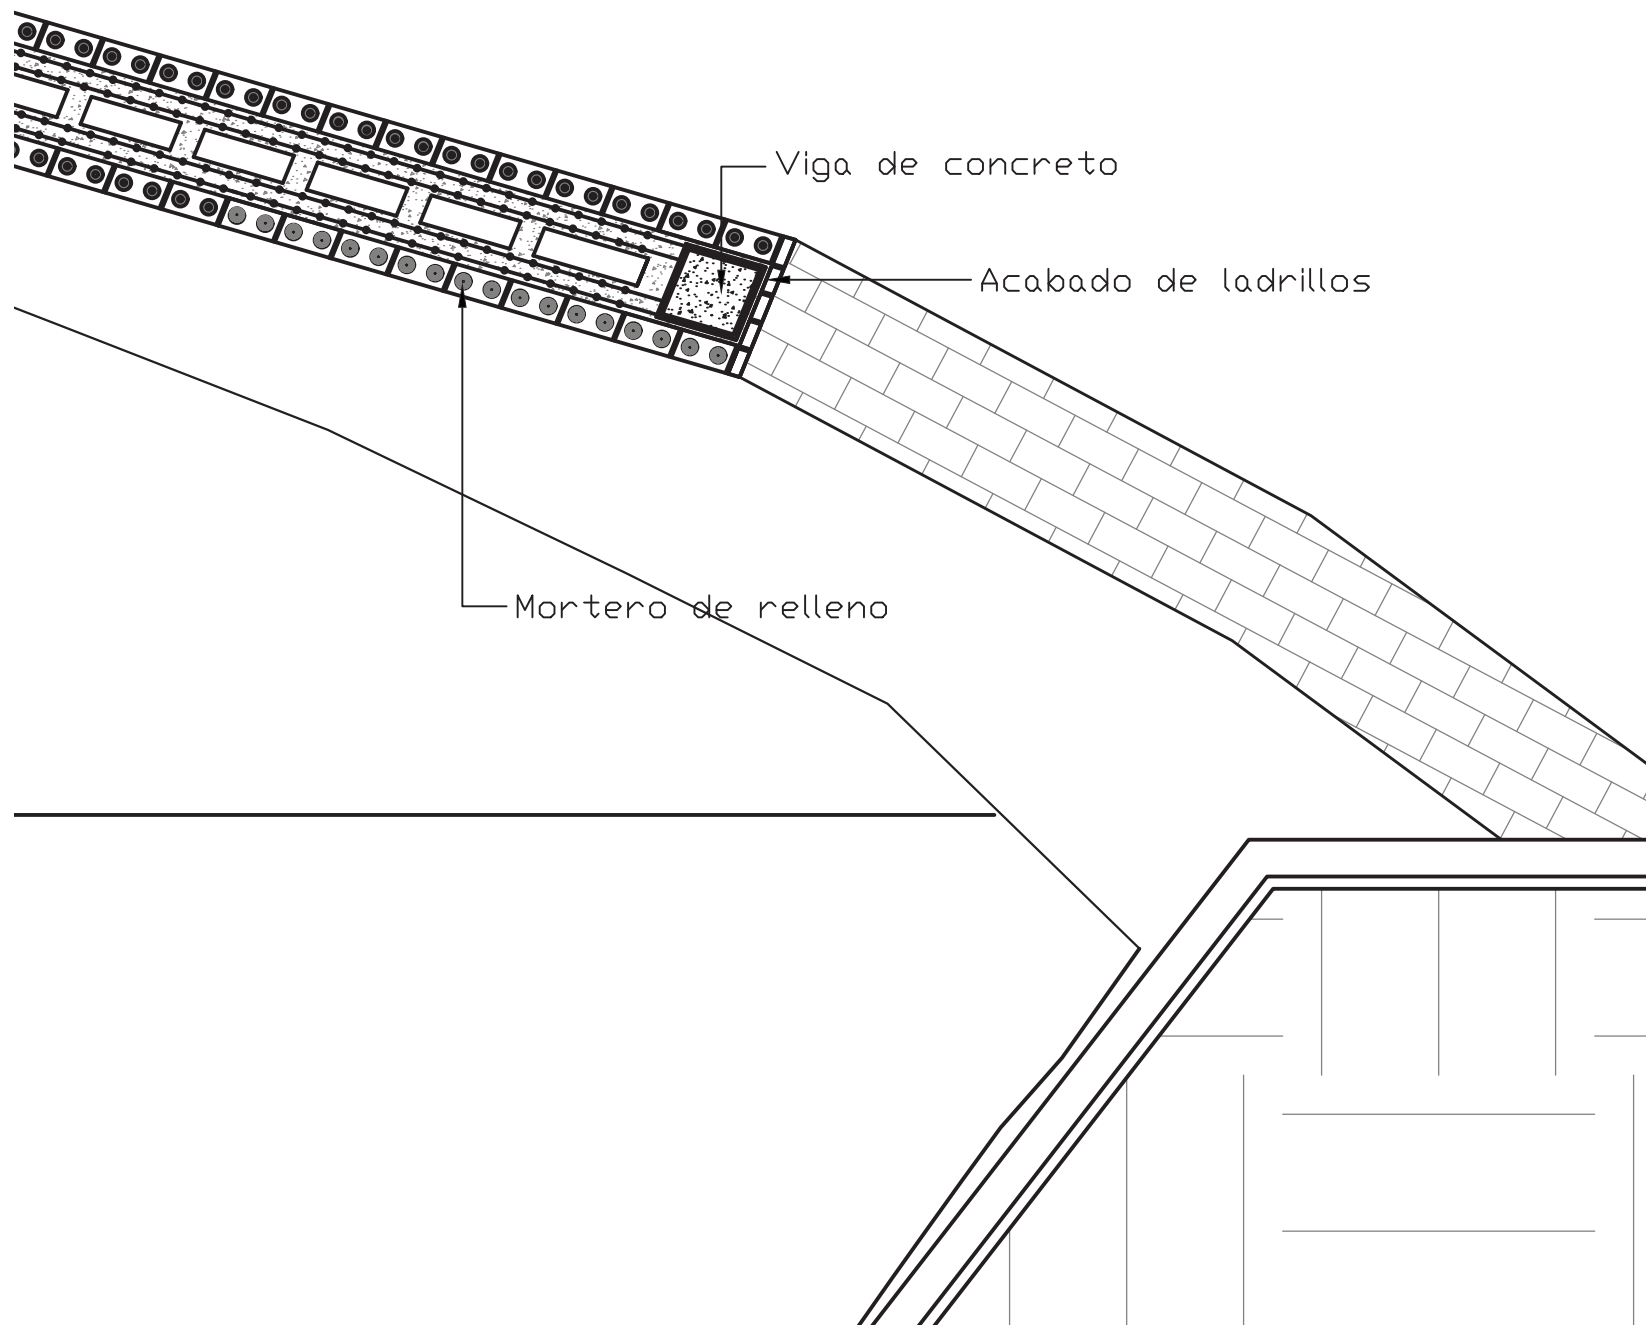 Viga de concreto
Acabado de ladrillos
Mortero de relleno